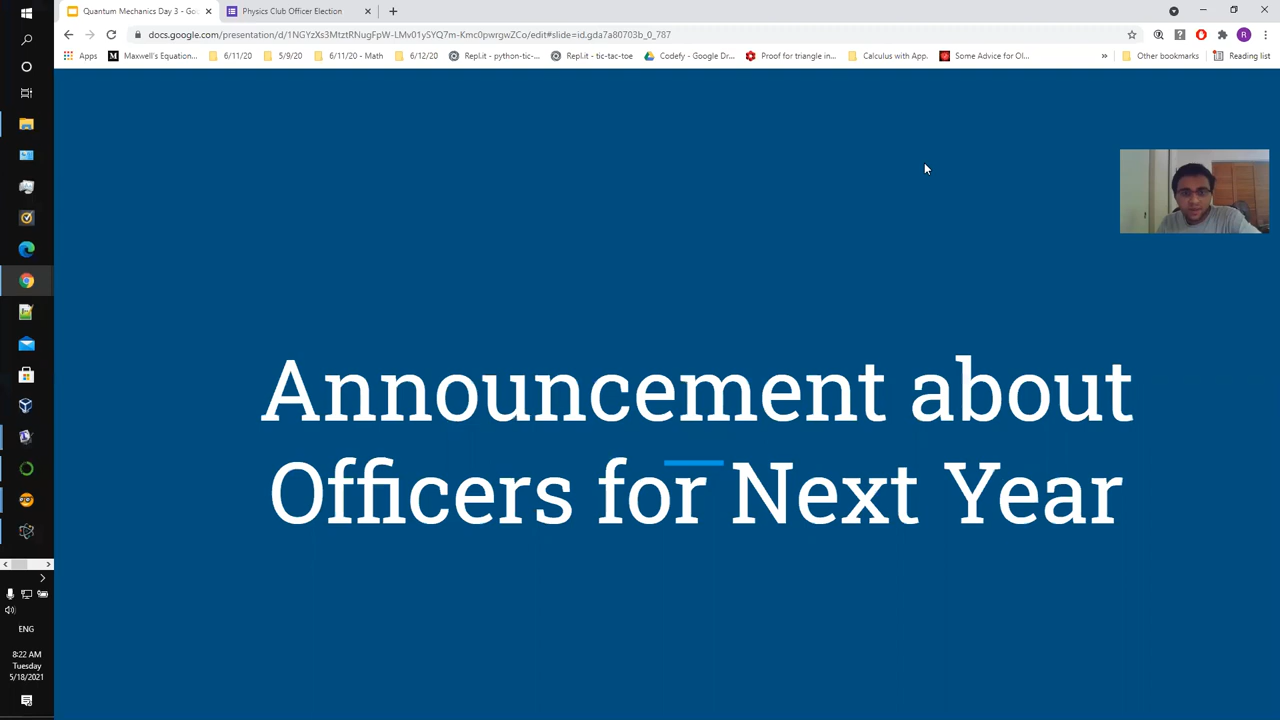 Quantum Mechanics Day 3 - Go
Physics Club Officer Election
docs.google.com/presentation/d/1NGYzXs3MtztRNugFpW-LMv01ySYQ7m-Kmc0pwrgwZCo/edit#slide=id.gda7a80703b_0_787
R
Apps
Maxwell's Equation...
6/11/20
5/9/20
6/11/20 - Math
6/12/20
Repl.it - python-tic-...
Repl.it - tic-tac-toe
Codefy - Google Dr...
Proof for triangle in...
Calculus with App.
Some Advice for Ol...
»
Other bookmarks
Reading list
Announcement about
Officers for Next Year
ENG
8:22 AM
Tuesday
5/18/2021